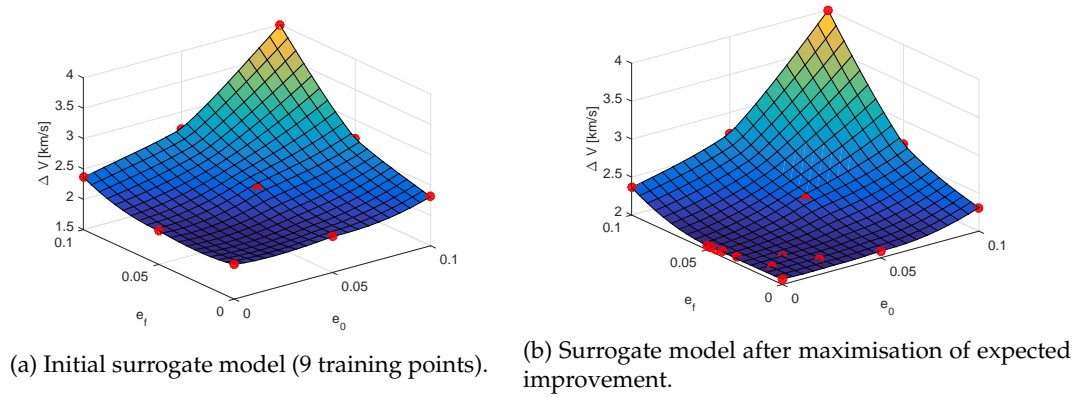 4
3.5
3
2.5
2
1.5
0.1
0.05
0
0
0.05
0.1
Δ V [km/s]
e_f
e_0
(a) Initial surrogate model (9 training points).
4
3.5
3
2.5
2
0.1
0.05
0
0
0.05
0.1
Δ V [km/s]
e_f
e_0
(b) Surrogate model after maximisation of expected
improvement.